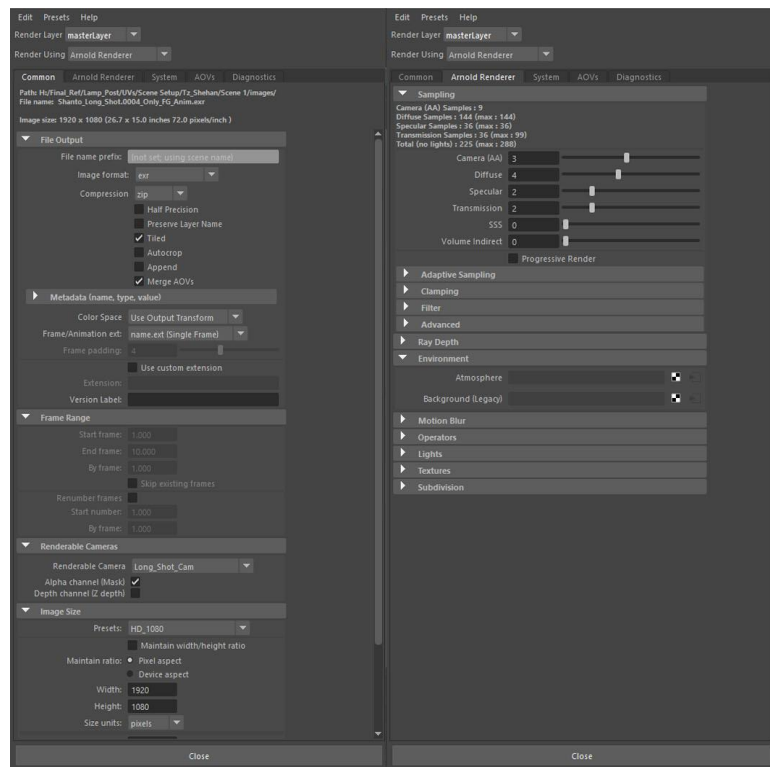 Edit Presets Help
Render Layer masterLayer
Render Using Arnold Renderer
Common Arnold Renderer System AOVs Diagnostics
Path: H:/Final_Ref/Lamp_Post/UVs/Scene Setup/Tz_Shehan/Scene 1/images/
File name: Shanto_Long_Shot.0004_Only_FG_Anim.exr
Image size: 1920 x 1080 (26.7 x 15.0 inches 72.0 pixels/inch )
File Output
File name prefix: (not set; using scene name)
Image format: exr
Compression zip
Half Precision
Preserve Layer Name
Tiled
Autocrop
Append
Merge AOVs
Metadata (name, type, value)
Color Space Use Output Transform
Frame/Animation ext: name.ext (Single Frame)
Frame padding: 4
Use custom extension
Extension:
Version Label:
Frame Range
Start frame: 1.000
End frame: 10.000
By frame: 1.000
Skip existing frames
Renumber frames
Start number: 1.000
By frame: 1.000
Renderable Cameras
Renderable Camera Long_Shot_Cam
Alpha channel (Mask)
Depth channel (Z depth)
Image Size
Presets: HD_1080
Maintain width/height ratio
Maintain ratio: Pixel aspect
Device aspect
Width: 1920
Height: 1080
Size units: pixels
Close
Edit Presets Help
Render Layer masterLayer
Render Using Arnold Renderer
Common Arnold Renderer System AOVs Diagnostics
Sampling
Camera (AA) Samples : 9
Diffuse Samples : 144 (max : 144)
Specular Samples : 36 (max : 36)
Transmission Samples : 36 (max : 99)
Total (no lights) : 225 (max : 288)
Camera (AA) 3
Diffuse 4
Specular 2
Transmission 2
SSS 0
Volume Indirect 0
Progressive Render
Adaptive Sampling
Clamping
Filter
Advanced
Ray Depth
Environment
Atmosphere
Background (Legacy)
Motion Blur
Operators
Lights
Textures
Subdivision
Close